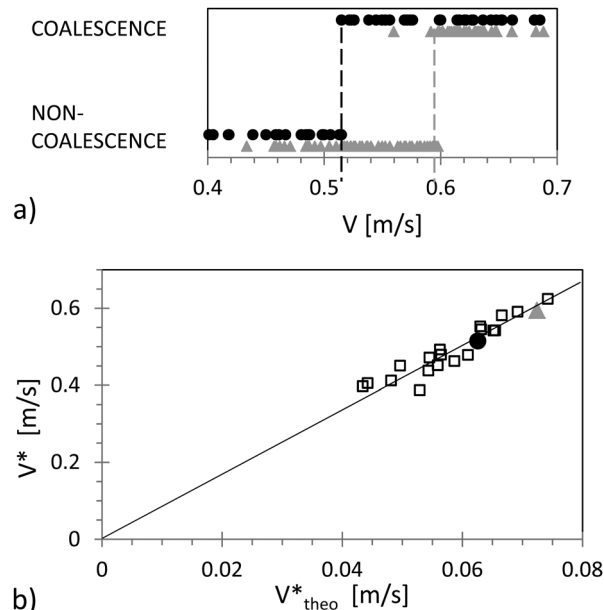 COALESCENCE
NON-
COALESCENCE
0.4 0.5 0.6 0.7
V [m/s]
a)
0.6
0.4
0.2
0
V* [m/s]
0.00 0.02 0.04 0.06 0.08
V*theo [m/s]
b)